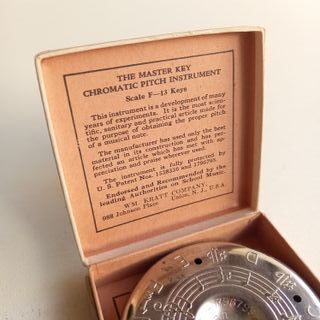 THE MASTER KEY
CHROMATIC PITCH INSTRUMENT
Scale F—13 Keys
This instrument is a development of many
years of experiments. It is the most scien-
tific, sanitary and practical article made for
the purpose of obtaining the proper pitch
of a musical note.
The manufacturer has used only the best
material in its construction and has per-
fected an article which has met with ap-
preciation and praise wherever used.
The instrument is fully protected by
U. S. Patent Nos. 1538336 and
Endorsed and Recommended by the
leading Authorities on School Music.
WM. KRATT COMPANY
988 Johnson Place Union, N. J., U.S.A.